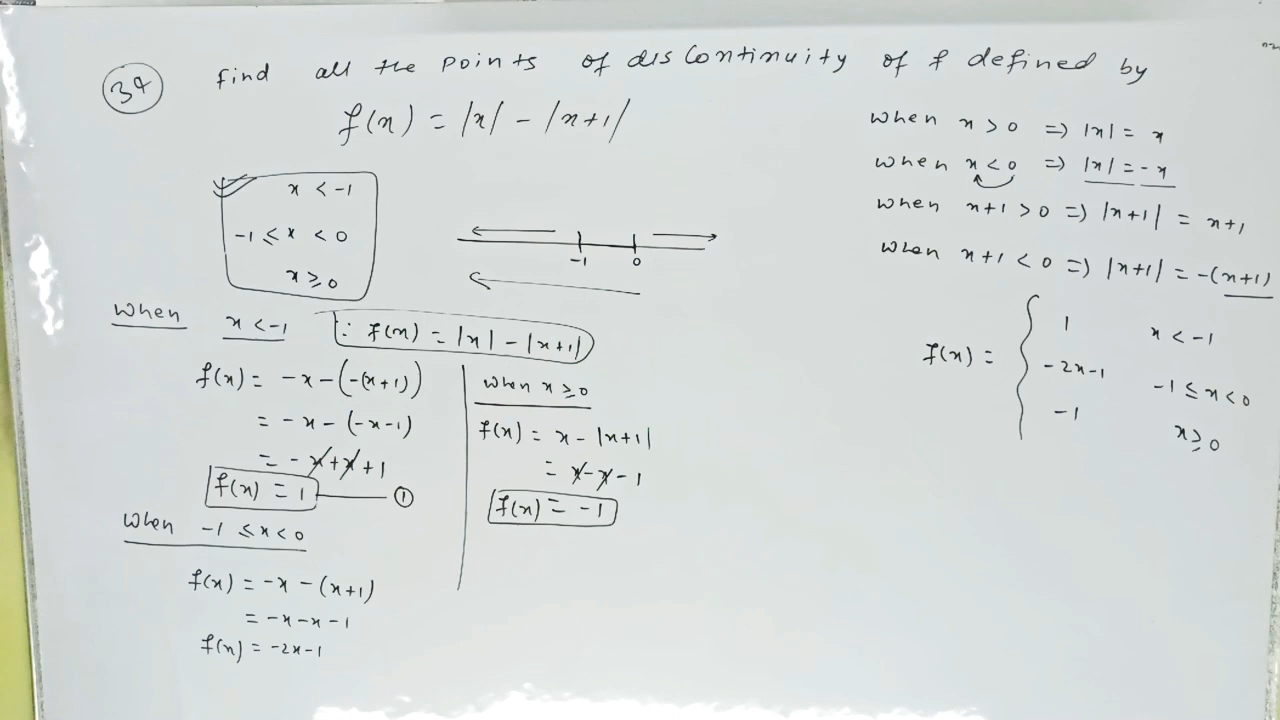 34 find all the points of discontinuity of f defined by
f(x) = |x| - |x+1|
x < -1
-1 ≤ x < 0
x ≥ 0
-1 0
when x > 0 => |x| = x
when x < 0 => |x| = -x
when x+1 > 0 => |x+1| = x+1
when x+1 < 0 => |x+1| = -(x+1)
when x < -1 ∵ f(x) = |x| - |x+1|
f(x) = -x - (-(x+1))
= -x - (-x-1)
= -x + x + 1
f(x) = 1 ①
when -1 ≤ x < 0
f(x) = -x - (x+1)
= -x - x - 1
f(x) = -2x - 1
when x ≥ 0
f(x) = x - |x+1|
= x - x - 1
f(x) = -1
f(x) = {
1 x < -1
-2x-1 -1 ≤ x < 0
-1 x ≥ 0